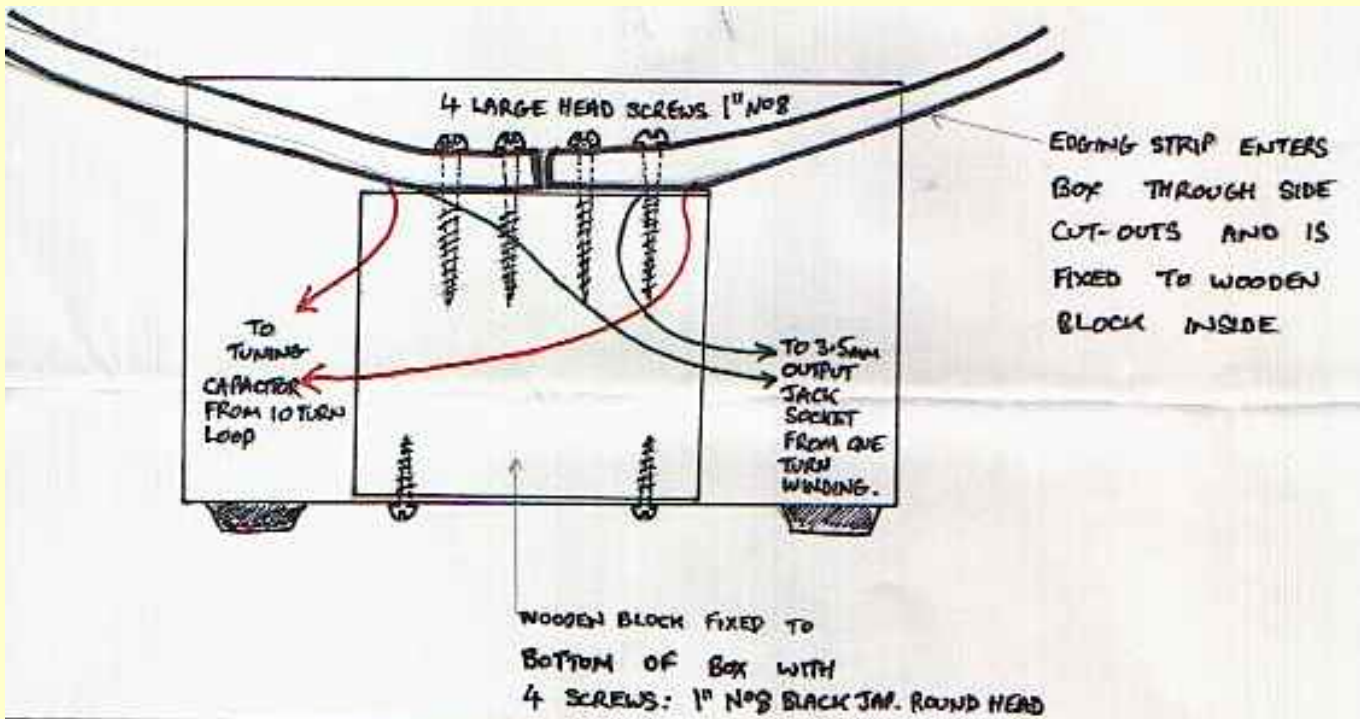 4 LARGE HEAD SCREWS 1" No8
EDGING STRIP ENTERS
BOX THROUGH SIDE
CUT-OUTS AND IS
FIXED TO WOODEN
BLOCK INSIDE
TO
TUNING
CAPACTOR
FROM 10 TURN
LOOP
TO 3.5MM
OUTPUT
JACK
SOCKET
FROM ONE
TURN
WINDING.
WOODEN BLOCK FIXED TO
BOTTOM OF BOX WITH
4 SCREWS: 1" No8 BLACK JAP. ROUND HEAD